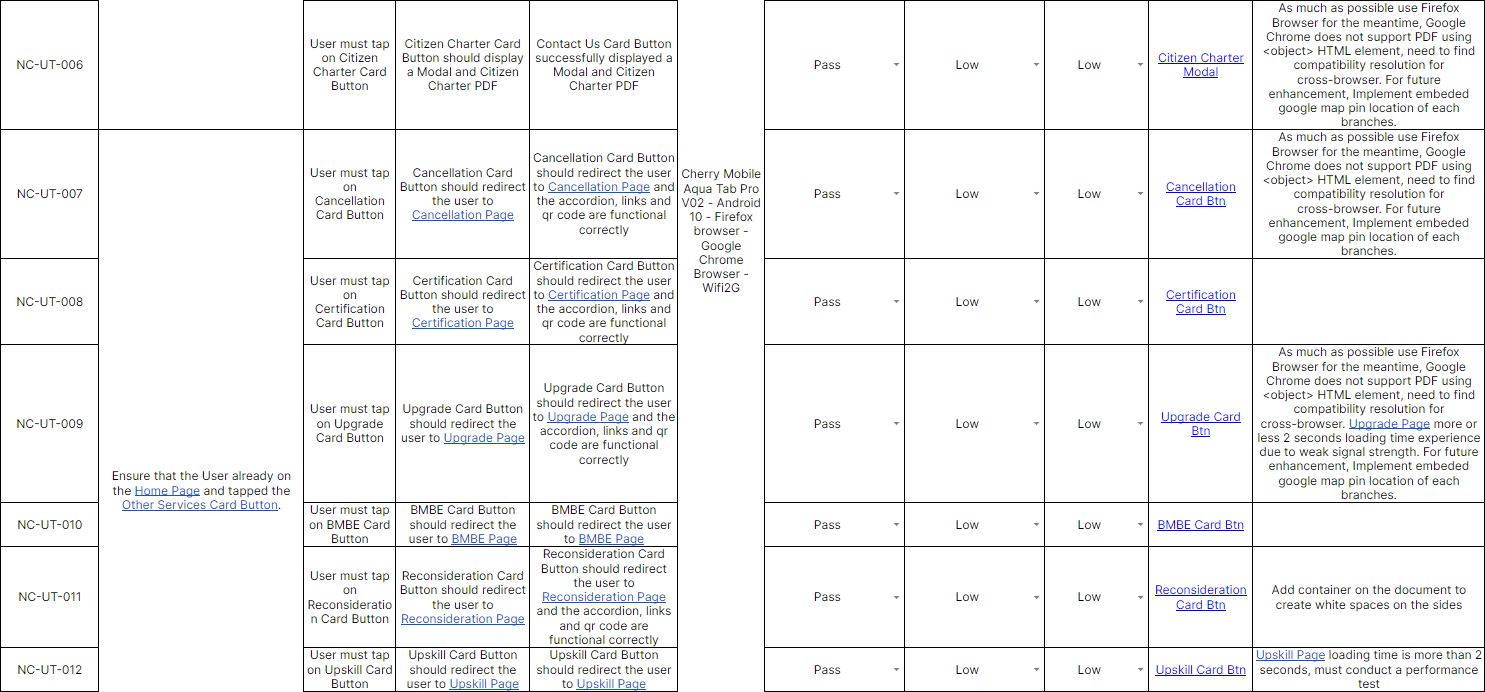 NC-UT-006
User must tap
on Citizen
Charter Card
Button
Citizen Charter Card
Button should display
a Modal and Citizen
Charter PDF
Contact Us Card Button
successfully displayed a
Modal and Citizen
Charter PDF
Pass
Low
Low
Citizen Charter
Modal
As much as possible use Firefox
Browser for the meantime, Google
Chrome does not support PDF using
<object> HTML element, need to find
compatibility resolution for
cross-browser. For future
enhancement, Implement embeded
google map pin location of each
branches.
Ensure that the User already on
the Home Page and tapped the
Other Services Card Button.
Cherry Mobile
Aqua Tab Pro
V02 - Android
10 - Firefox
browser -
Google
Chrome
Browser -
Wifi2G
NC-UT-007
User must tap
on
Cancellation
Card Button
Cancellation Card
Button should redirect
the user to
Cancellation Page
Cancellation Card Button
should redirect the user
to Cancellation Page and
the accordion, links and
qr code are functional
correctly
Pass
Low
Low
Cancellation
Card Btn
As much as possible use Firefox
Browser for the meantime, Google
Chrome does not support PDF using
<object> HTML element, need to find
compatibility resolution for
cross-browser. For future
enhancement, Implement embeded
google map pin location of each
branches.
NC-UT-008
User must tap
on
Certification
Card Button
Certification Card
Button should redirect
the user to
Certification Page
Certification Card Button
should redirect the user
to Certification Page and
the accordion, links and
qr code are functional
correctly
Pass
Low
Low
Certification
Card Btn
NC-UT-009
User must tap
on Upgrade
Card Button
Upgrade Card Button
should redirect the
user to Upgrade Page
Upgrade Card Button
should redirect the user
to Upgrade Page and the
accordion, links and qr
code are functional
correctly
Pass
Low
Low
Upgrade Card
Btn
As much as possible use Firefox
Browser for the meantime, Google
Chrome does not support PDF using
<object> HTML element, need to find
compatibility resolution for
cross-browser. Upgrade Page more or
less 2 seconds loading time experience
due to weak signal strength. For future
enhancement, Implement embeded
google map pin location of each
branches.
NC-UT-010
User must tap
on BMBE Card
Button
BMBE Card Button
should redirect the
user to BMBE Page
BMBE Card Button
should redirect the user
to BMBE Page
Pass
Low
Low
BMBE Card Btn
NC-UT-011
User must tap
on
Reconsideratio
n Card Button
Reconsideration Card
Button should redirect
the user to
Reconsideration Page
Reconsideration Card
Button should redirect
the user to
Reconsideration Page
and the accordion, links
and qr code are
functional correctly
Pass
Low
Low
Reconsideration
Card Btn
Add container on the document to
create white spaces on the sides
NC-UT-012
User must tap
on Upskill Card
Button
Upskill Card Button
should redirect the
user to Upskill Page
Upskill Card Button
should redirect the user
to Upskill Page
Pass
Low
Low
Upskill Card Btn
Upskill Page loading time is more than 2
seconds, must conduct a performance
test